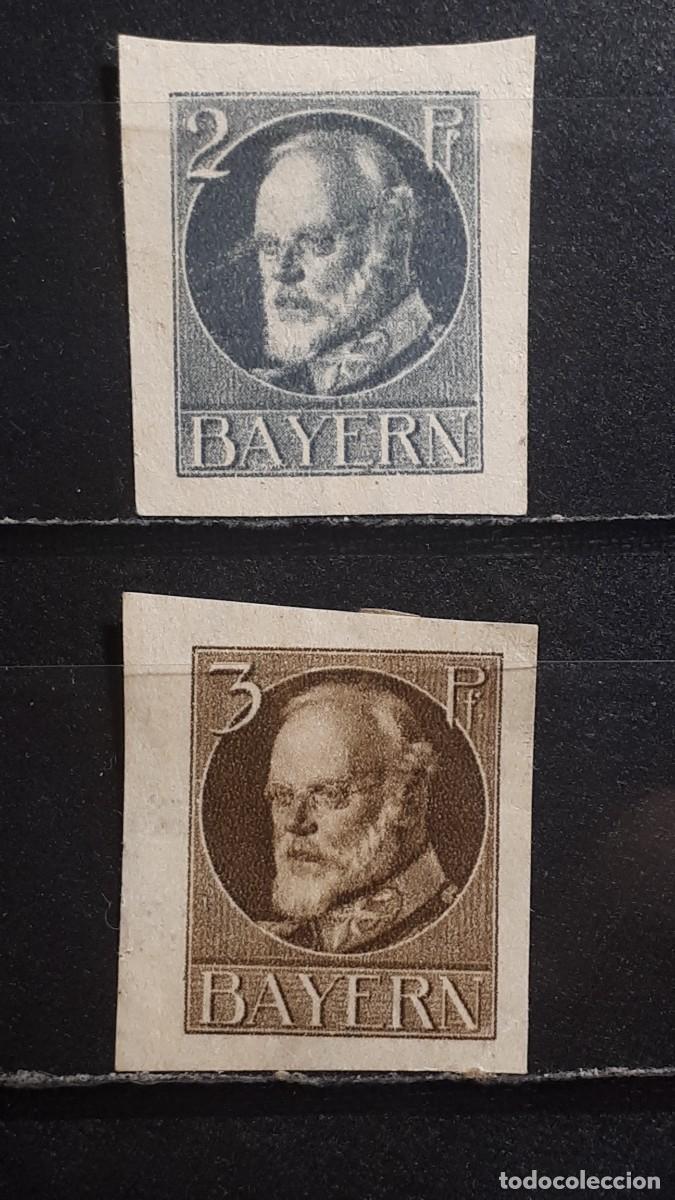 2 Pf
BAYERN
3 Pf
BAYERN
todocoleccion